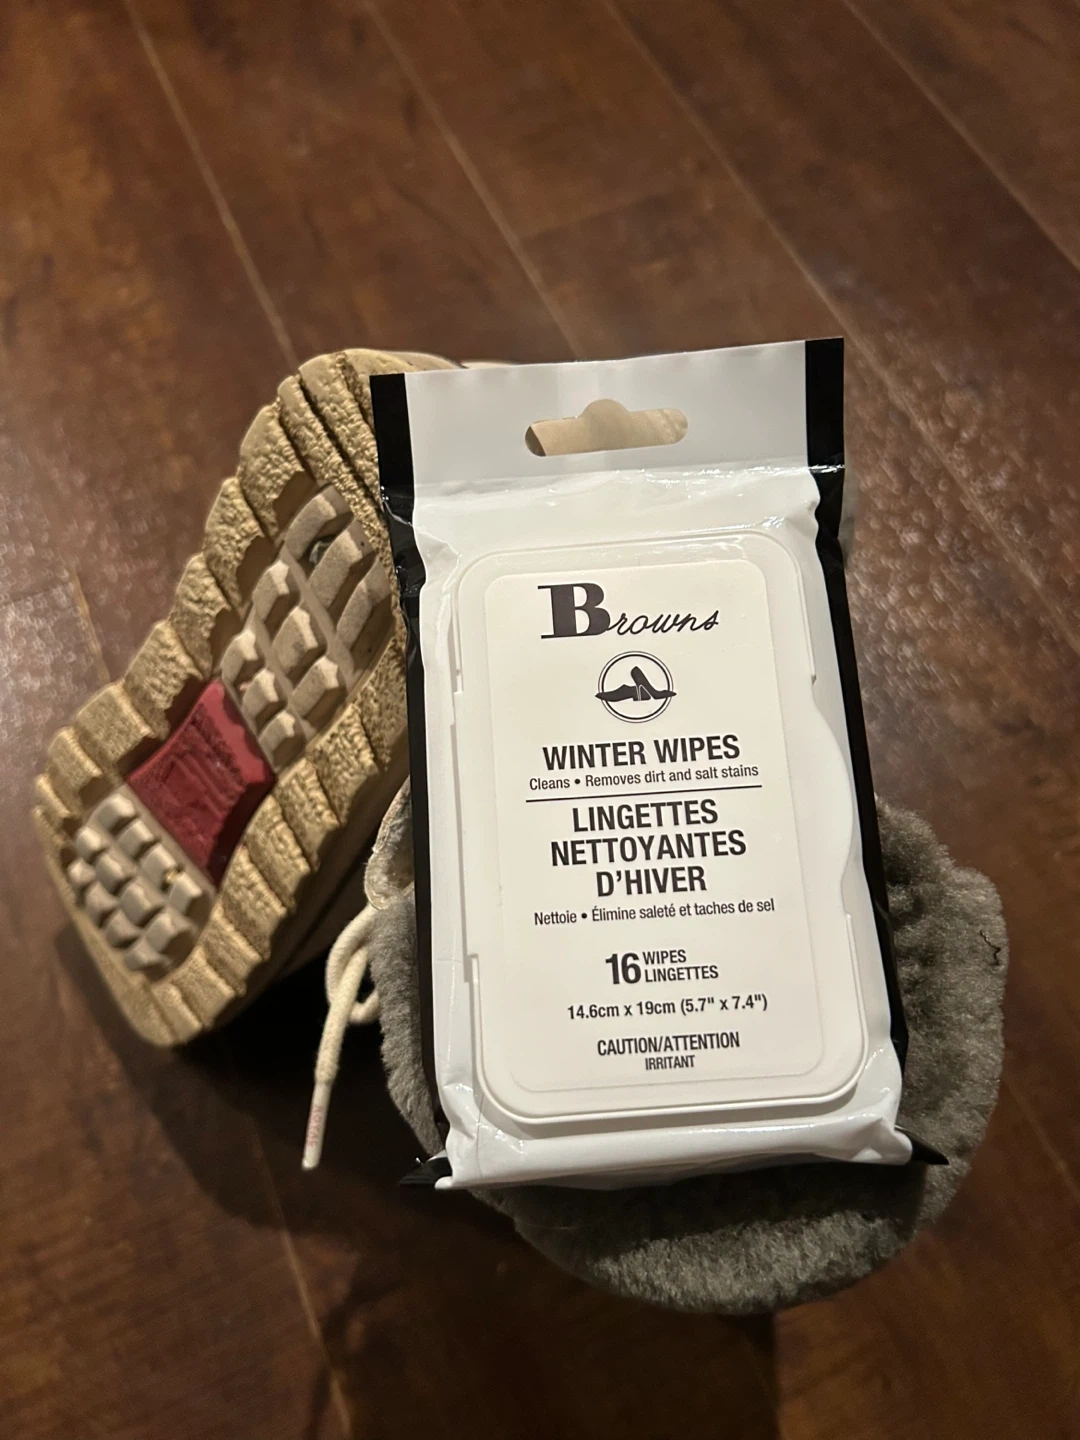 Browns
WINTER WIPES
Cleans • Removes dirt and salt stains
LINGETTES
NETTOYANTES
D'HIVER
Nettoie • Élimine saleté et taches de sel
16 WIPES
LINGETTES
14.6cm x 19cm (5.7" x 7.4")
CAUTION/ATTENTION
IRRITANT